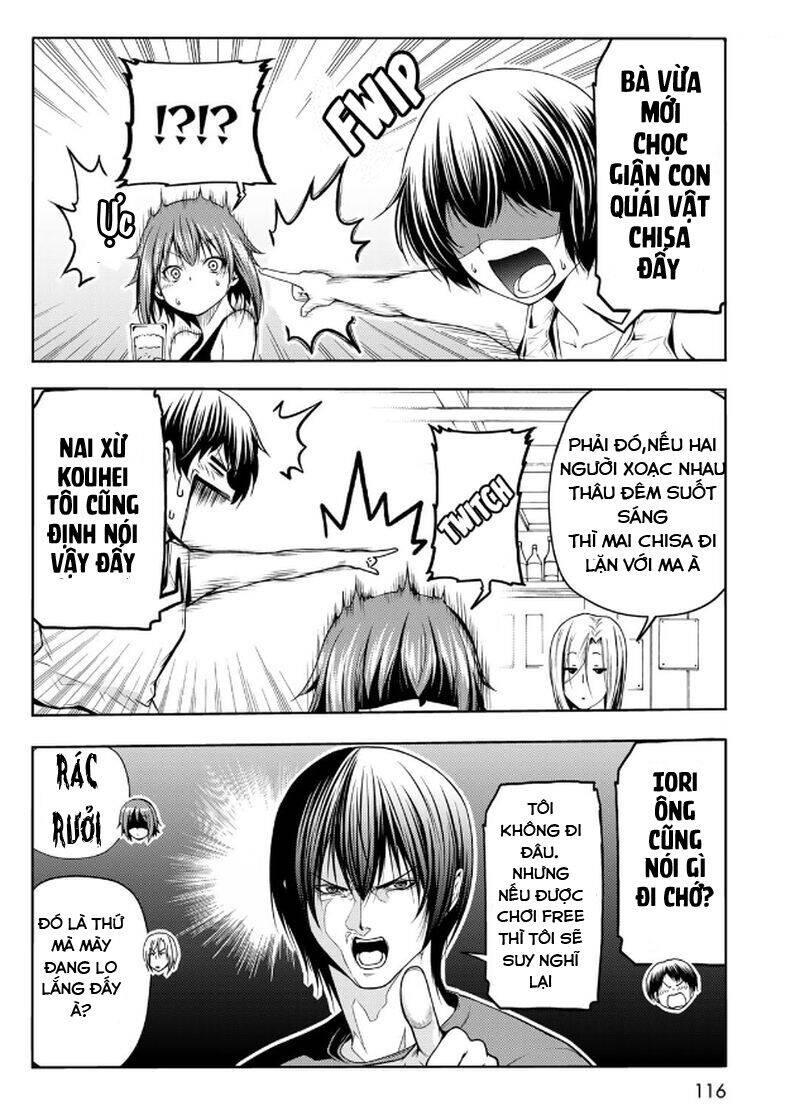 BÀ VỪA
MỚI
CHỌC
GIẬN CON
QUÁI VẬT
CHISA
ĐẤY
FWIP
!?!?
ỰC
PHẢI ĐÓ,NẾU HAI
NGƯỜI XOẠC NHAU
THÂU ĐÊM SUỐT
SÁNG
THÌ MAI CHISA ĐI
LẶN VỚI MA À
TWITCH
NAI XỪ
KOUHEI
TÔI CŨNG
ĐỊNH NÓI
VẬY ĐẤY
IORI
ÔNG
CŨNG
NÓI GÌ
ĐI CHỚ?
TÔI
KHÔNG ĐI
ĐÂU.
NHƯNG
NẾU ĐƯỢC
CHƠI FREE
THÌ TÔI SẼ
SUY NGHĨ
LẠI
RÁC
RƯỞI
ĐÓ LÀ THỨ
MÀ MÀY
ĐANG LO
LẮNG ĐẤY
À?
116